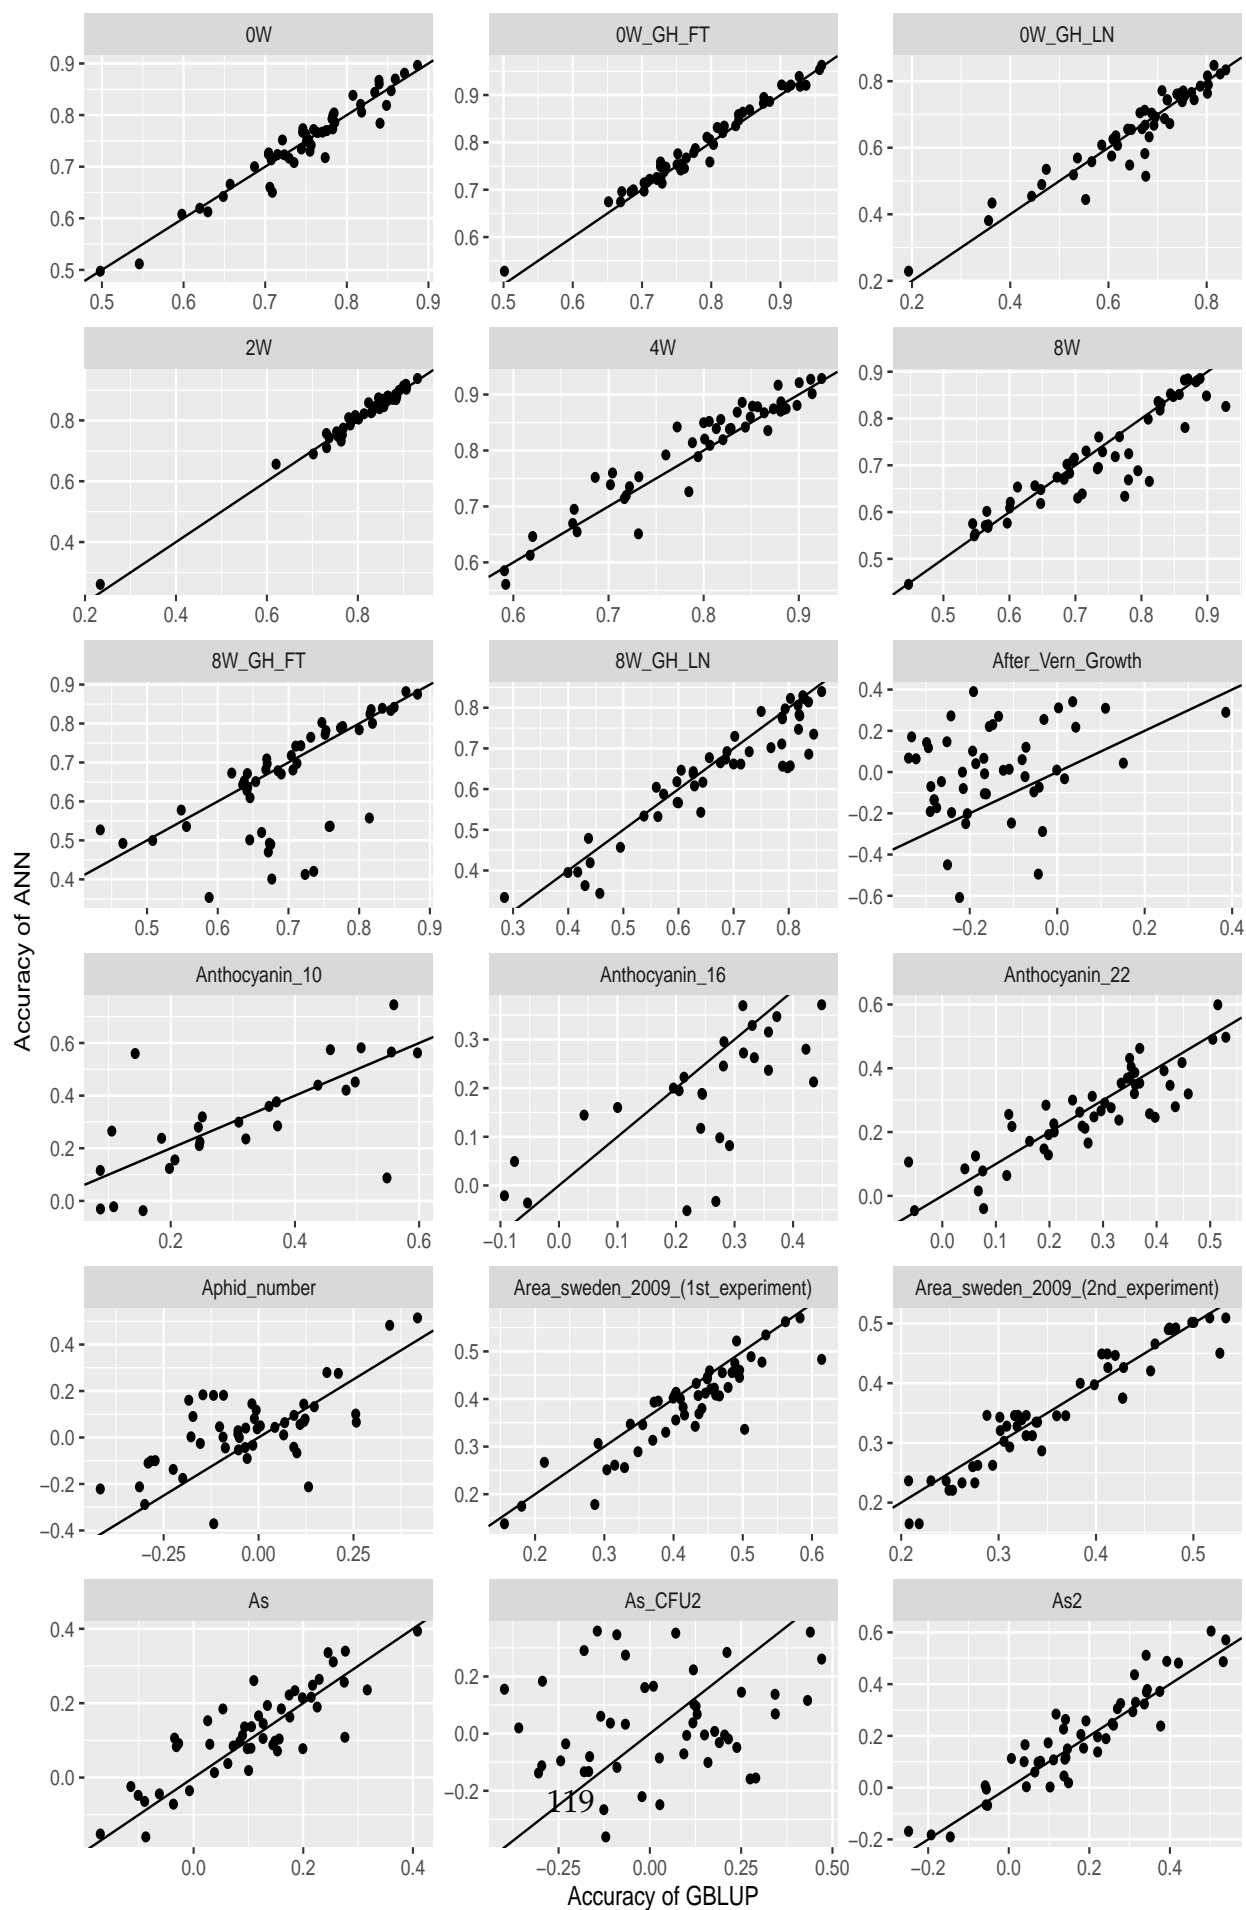 0W 0W_GH_FT 0W_GH_LN
0.9 0.8 0.7 0.6 0.5
0.9 0.8 0.7 0.6
0.8 0.6 0.4 0.2
0.5 0.6 0.7 0.8 0.9
0.5 0.6 0.7 0.8 0.9
0.2 0.4 0.6 0.8
2W 4W 8W
0.8 0.6 0.4
0.9 0.8 0.7 0.6
0.9 0.8 0.7 0.6 0.5
0.2 0.4 0.6 0.8
0.6 0.7 0.8 0.9
0.5 0.6 0.7 0.8 0.9
8W_GH_FT 8W_GH_LN After_Vern_Growth
0.9 0.8 0.7 0.6 0.5 0.4
0.8 0.7 0.6 0.5 0.4
0.4 0.2 0.0 −0.2 −0.4 −0.6
0.5 0.6 0.7 0.8 0.9
0.3 0.4 0.5 0.6 0.7 0.8
−0.2 0.0 0.2 0.4
Accuracy of ANN
Anthocyanin_10 Anthocyanin_16 Anthocyanin_22
0.6 0.4 0.2 0.0
0.3 0.2 0.1 0.0
0.6 0.4 0.2 0.0
0.2 0.4 0.6
−0.1 0.0 0.1 0.2 0.3 0.4
0.0 0.1 0.2 0.3 0.4 0.5
Aphid_number Area_sweden_2009_(1st_experiment) Area_sweden_2009_(2nd_experiment)
0.4 0.2 0.0 −0.2 −0.4
0.5 0.4 0.3 0.2
0.5 0.4 0.3 0.2
−0.25 0.00 0.25
0.2 0.3 0.4 0.5 0.6
0.2 0.3 0.4 0.5
As As_CFU2 As2
0.4 0.2 0.0
0.2 0.0 −0.2
0.6 0.4 0.2 0.0 −0.2
119
0.0 0.2 0.4
−0.25 0.00 0.25 0.50
−0.2 0.0 0.2 0.4
Accuracy of GBLUP